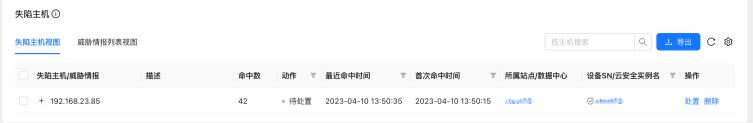 失陷主机
失陷主机视图 威胁情报列表视图 按主机搜索 导出
失陷主机/威胁情报 描述 命中数 动作 最近命中时间 首次命中时间 所属站点/数据中心 设备SN/云安全实例名 操作
+ 192.168.23.85 42 待处置 2023-04-10 13:50:35 2023-04-10 13:50:15 处置 删除